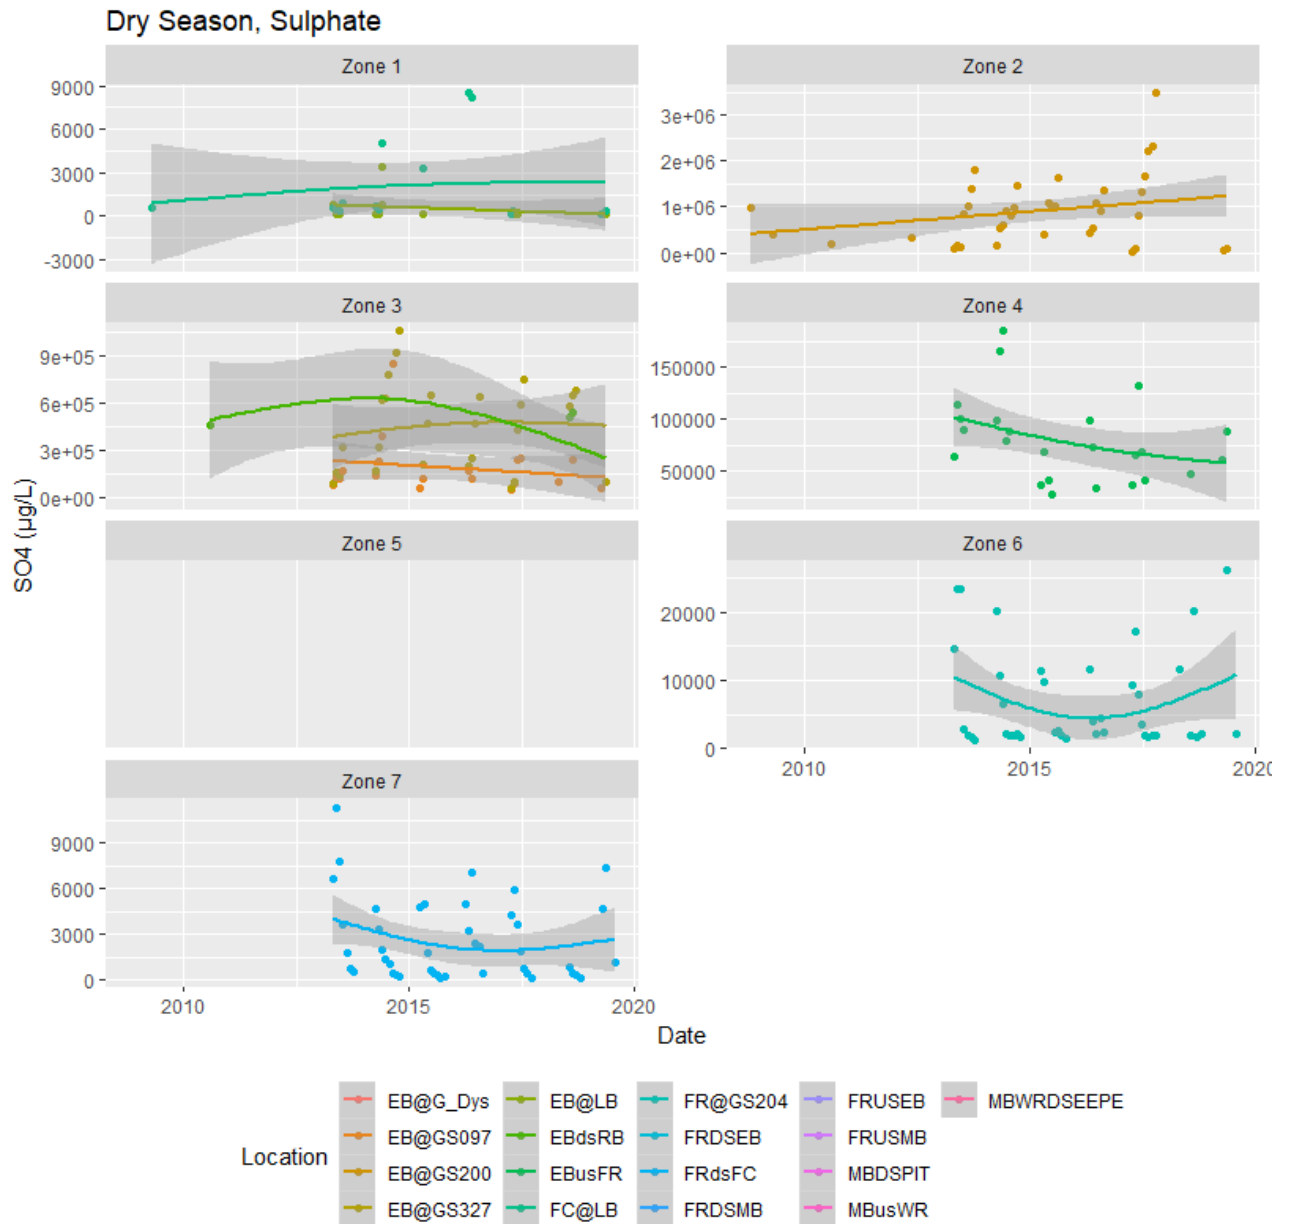 Dry Season, Sulphate
Zone 1
Zone 2
9000
6000
3000
0
-3000
3e+06
2e+06
1e+06
0e+00
Zone 3
Zone 4
9e+05
6e+05
3e+05
0e+00
150000
100000
50000
SO4 (µg/L)
Zone 5
Zone 6
20000
10000
0
2010 2015 2020
Zone 7
9000
6000
3000
0
2010 2015 2020
Date
Location
EB@G_Dys EB@LB FR@GS204 FRUSEB MBWRDSEEPE
EB@GS097 EBdsRB FRDSEB FRUSMB
EB@GS200 EBusFR FRdsFC MBDSPIT
EB@GS327 FC@LB FRDSMB MBusWR